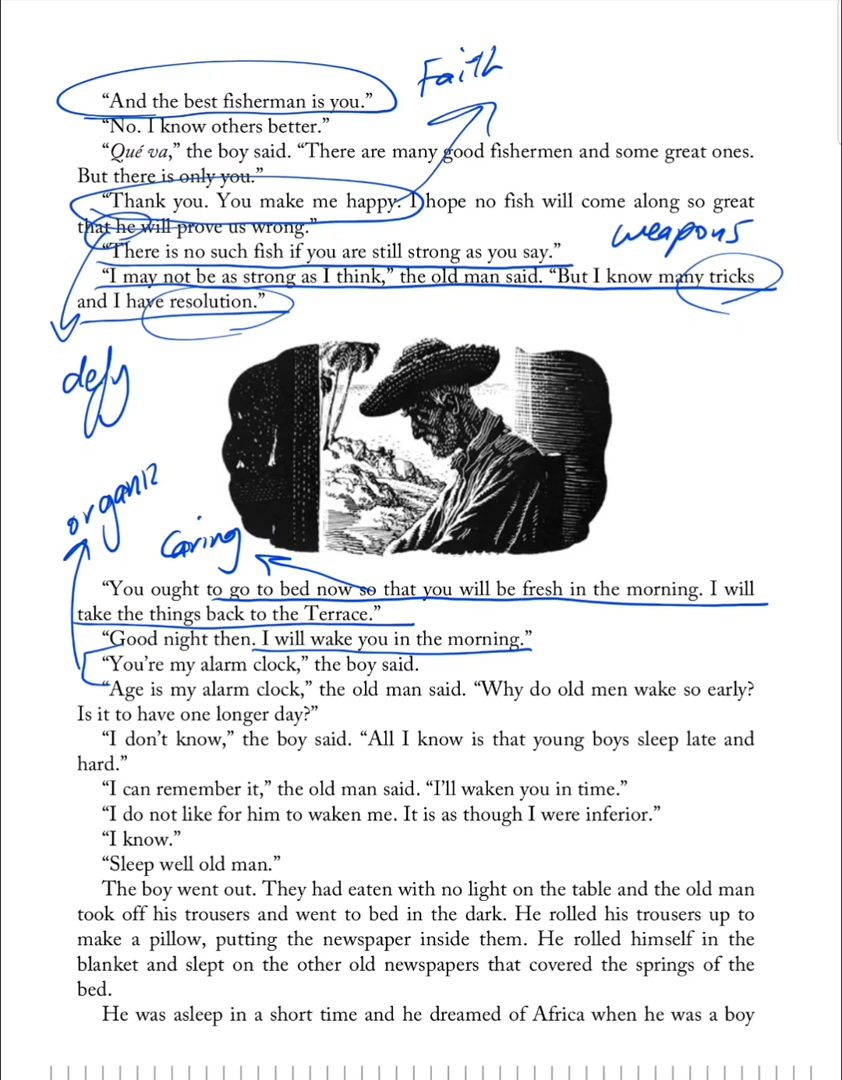 Faith
“And the best fisherman is you.”
“No. I know others better.”
“Qué va,” the boy said. “There are many good fishermen and some great ones.
But there is only you.”
“Thank you. You make me happy. I hope no fish will come along so great
that he will prove us wrong.”
weapons
“There is no such fish if you are still strong as you say.”
“I may not be as strong as I think,” the old man said. “But I know many tricks
and I have resolution.”
defy
organiz
Caring
“You ought to go to bed now so that you will be fresh in the morning. I will
take the things back to the Terrace.”
“Good night then. I will wake you in the morning.”
“You’re my alarm clock,” the boy said.
“Age is my alarm clock,” the old man said. “Why do old men wake so early?
Is it to have one longer day?”
“I don’t know,” the boy said. “All I know is that young boys sleep late and
hard.”
“I can remember it,” the old man said. “I’ll waken you in time.”
“I do not like for him to waken me. It is as though I were inferior.”
“I know.”
“Sleep well old man.”
The boy went out. They had eaten with no light on the table and the old man
took off his trousers and went to bed in the dark. He rolled his trousers up to
make a pillow, putting the newspaper inside them. He rolled himself in the
blanket and slept on the other old newspapers that covered the springs of the
bed.
He was asleep in a short time and he dreamed of Africa when he was a boy